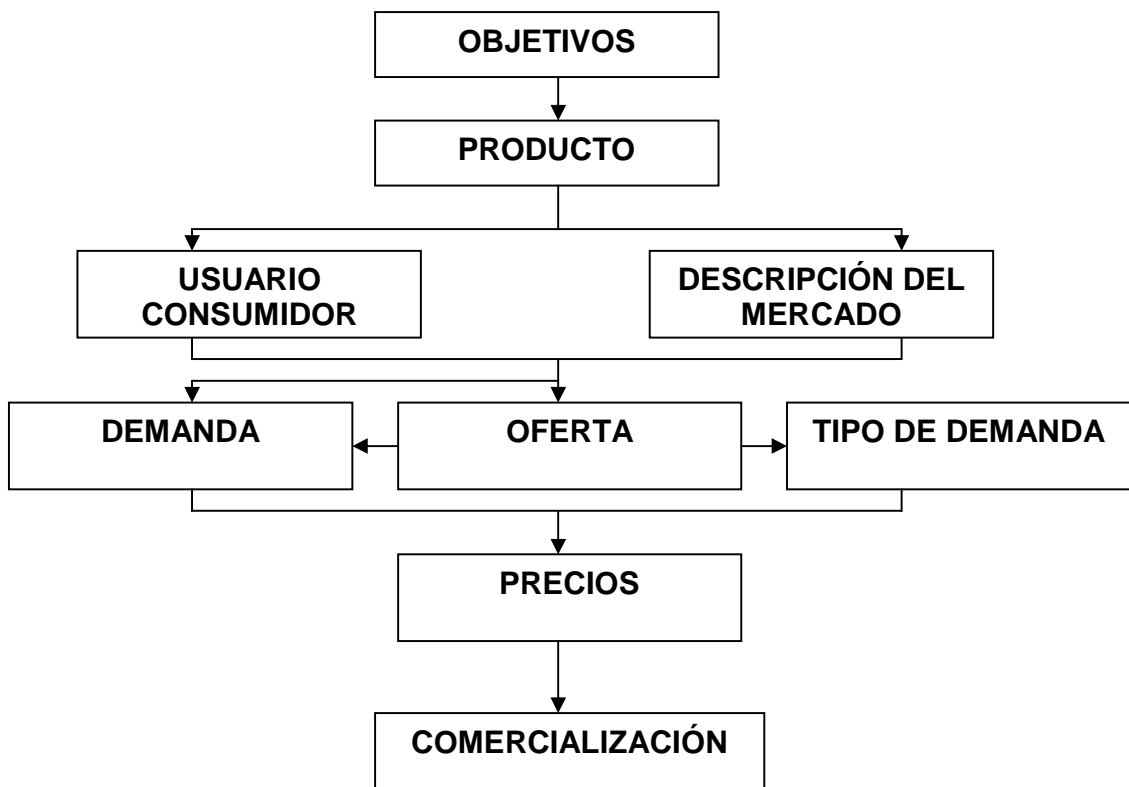 OBJETIVOS
PRODUCTO
USUARIO
CONSUMIDOR
DESCRIPCIÓN DEL
MERCADO
DEMANDA
OFERTA
TIPO DE DEMANDA
PRECIOS
COMERCIALIZACIÓN